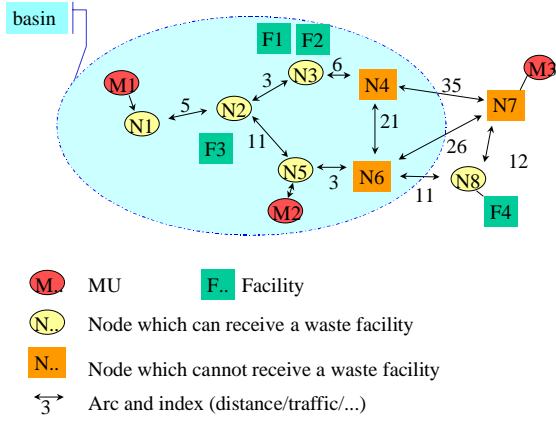 basin
F1 F2
M3
M1
N3 6 N4
3
35
N7
5 N2
N1
21
F3 11
26
N5
12
3 N6
11 N8
M2
F4
M.. MU F.. Facility
N.. Node which can receive a waste facility
N.. Node which cannot receive a waste facility
3 Arc and index (distance/traffic/...)